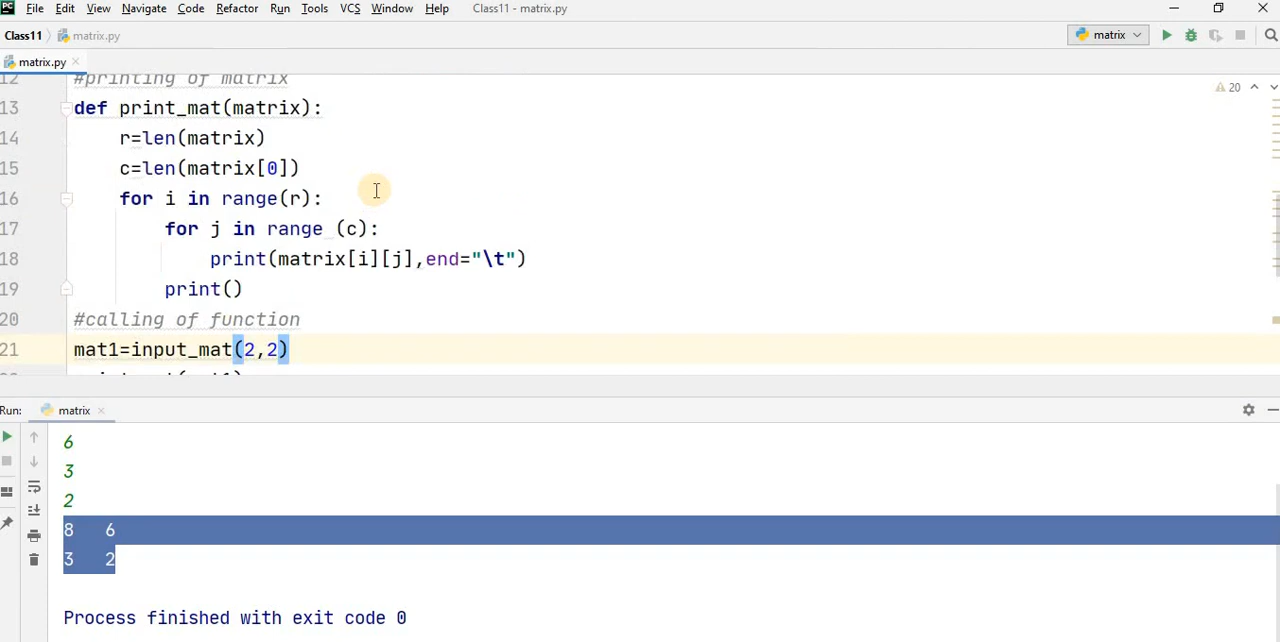 PC File Edit View Navigate Code Refactor Run Tools VCS Window Help Class11 - matrix.py
Class11 matrix.py matrix
matrix.py
12 #printing of matrix
20
13 def print_mat(matrix):
14 r=len(matrix)
15 c=len(matrix[0])
16 for i in range(r):
17 for j in range (c):
18 print(matrix[i][j],end="\t")
19 print()
20 #calling of function
21 mat1=input_mat(2,2)
Run: matrix
6
3
2
8 6
3 2
Process finished with exit code 0